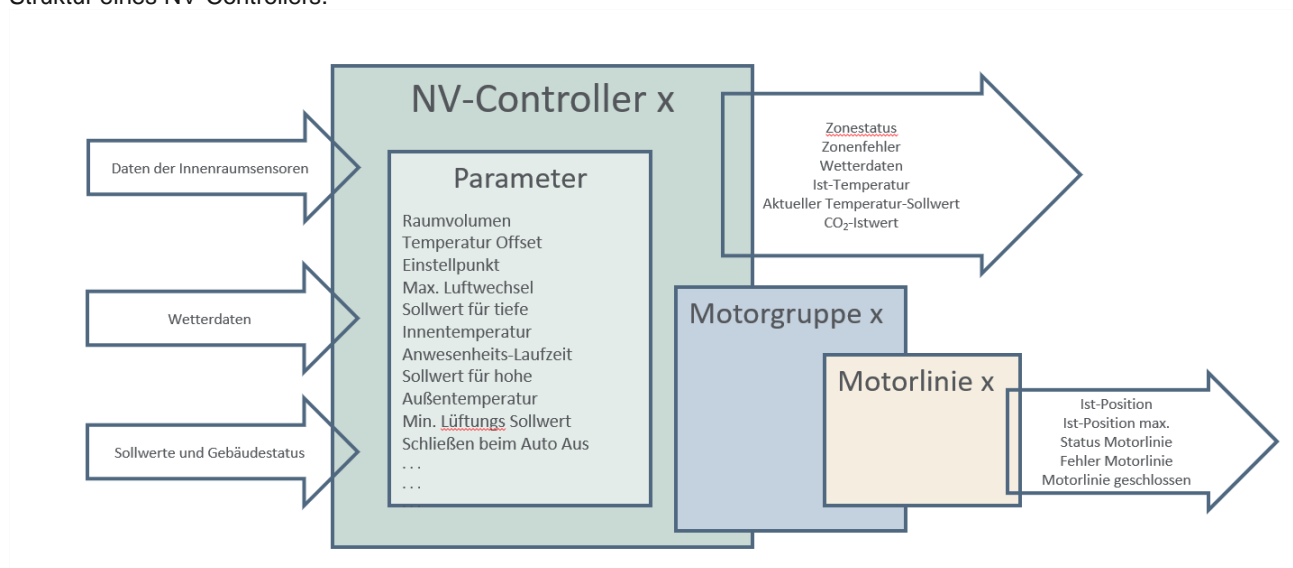 Struktur eines NV-Controllers:
NV-Controller x
Daten der Innenraumsensoren
Wetterdaten
Sollwerte und Gebäudestatus
Parameter
Raumvolumen
Temperatur Offset
Einstellpunkt
Max. Luftwechsel
Sollwert für tiefe
Innentemperatur
Anwesenheits-Laufzeit
Sollwert für hohe
Außentemperatur
Min. Lüftungs Sollwert
Schließen beim Auto Aus
. . .
. . .
. . .
Zonestatus
Zonenfehler
Wetterdaten
Ist-Temperatur
Aktueller Temperatur-Sollwert
CO₂-Istwert
Motorgruppe x
Motorlinie x
Ist-Position
Ist-Position max.
Status Motorlinie
Fehler Motorlinie
Motorlinie geschlossen